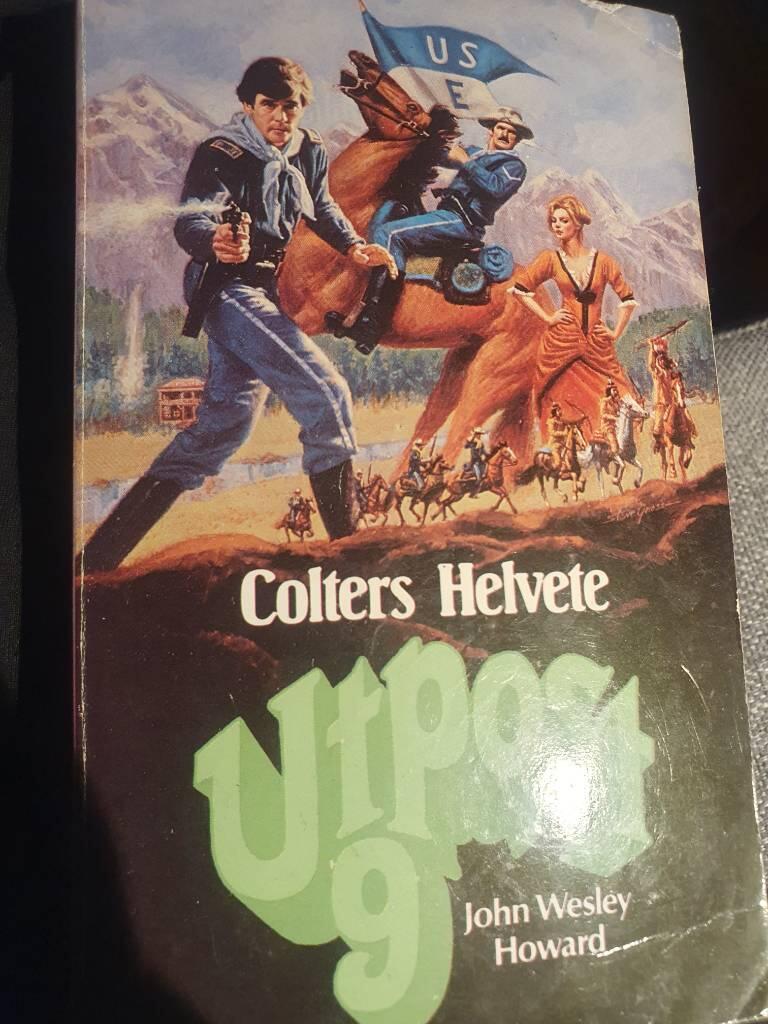 US
E
Colters Helvete
Utpost
9
John Wesley
Howard